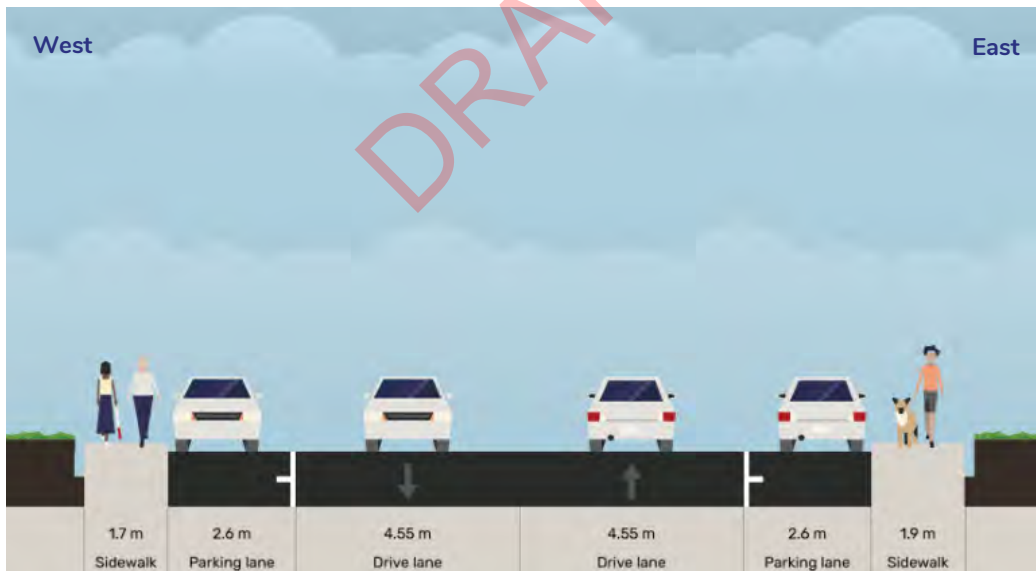 West
East
DRA
1.7 m
2.6 m
4.55 m
4.55 m
2.6 m
1.9 m
Sidewalk
Parking lane
Drive lane
Drive lane
Parking lane
Sidewalk